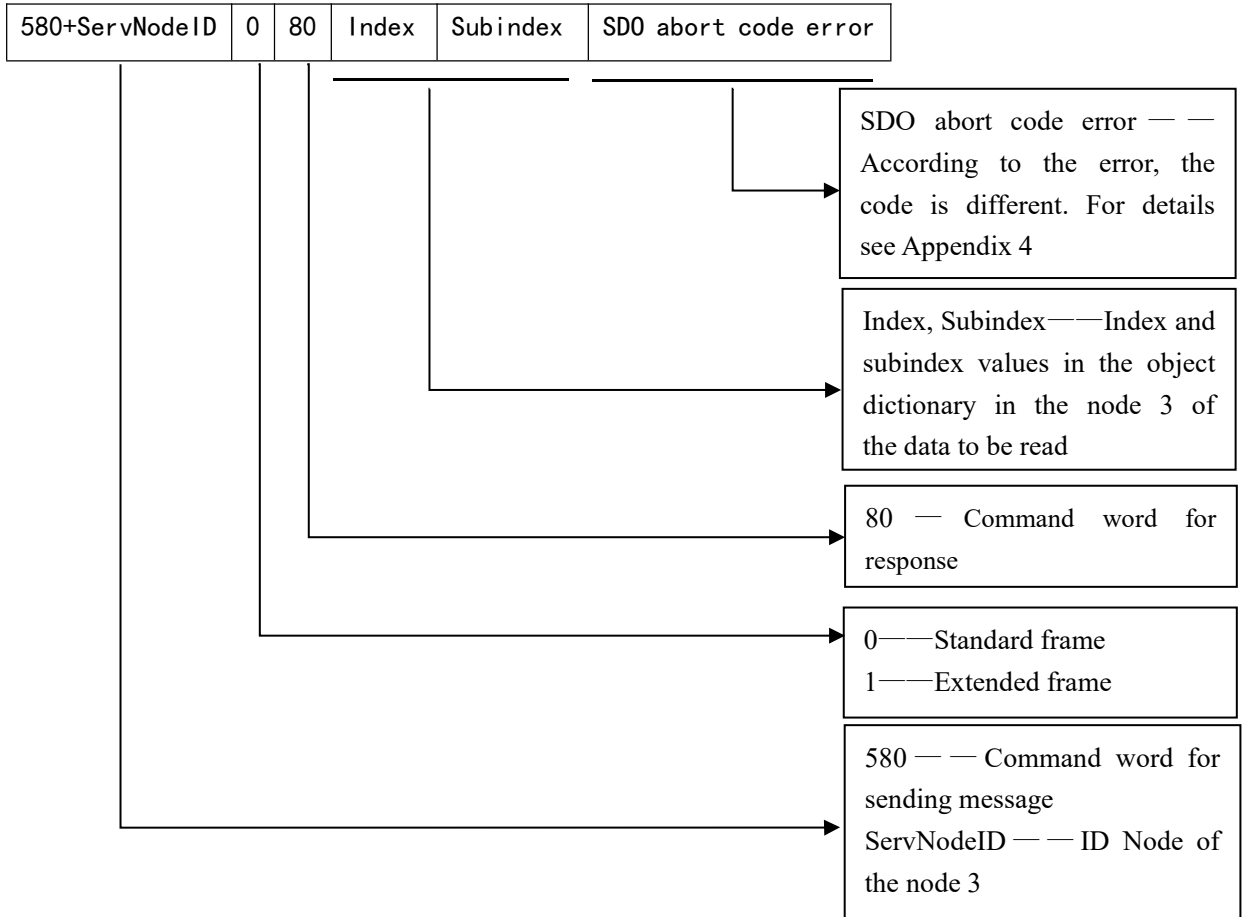 580+ServNodeID 0 80 Index Subindex SDO abort code error
SDO abort code error — —
According to the error, the
code is different. For details
see Appendix 4
Index, Subindex——Index and
subindex values in the object
dictionary in the node 3 of
the data to be read
80 — Command word for
response
0——Standard frame
1——Extended frame
580 — — Command word for
sending message
ServNodeID — — ID Node of
the node 3